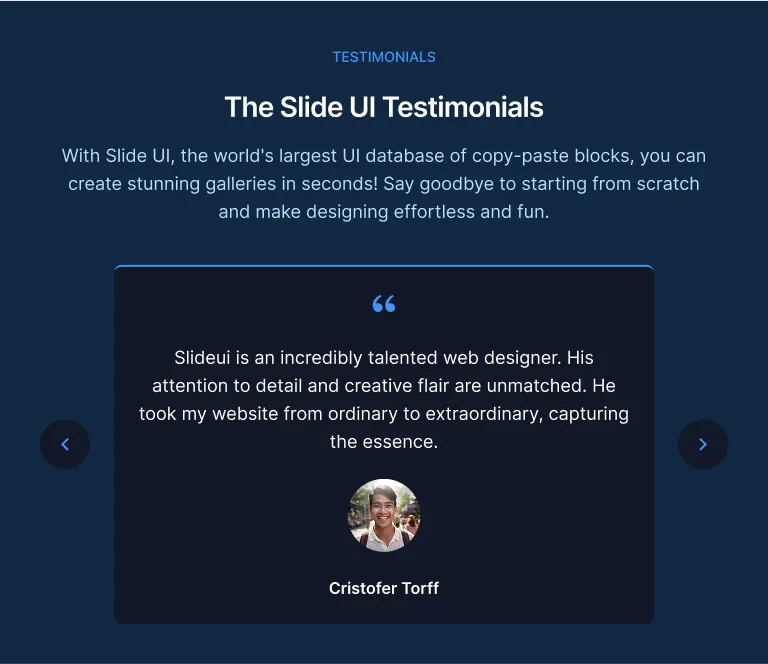 TESTIMONIALS
The Slide UI Testimonials
With Slide UI, the world's largest UI database of copy-paste blocks, you can
create stunning galleries in seconds! Say goodbye to starting from scratch
and make designing effortless and fun.
“
Slideui is an incredibly talented web designer. His
attention to detail and creative flair are unmatched. He
took my website from ordinary to extraordinary, capturing
the essence.
Cristofer Torff